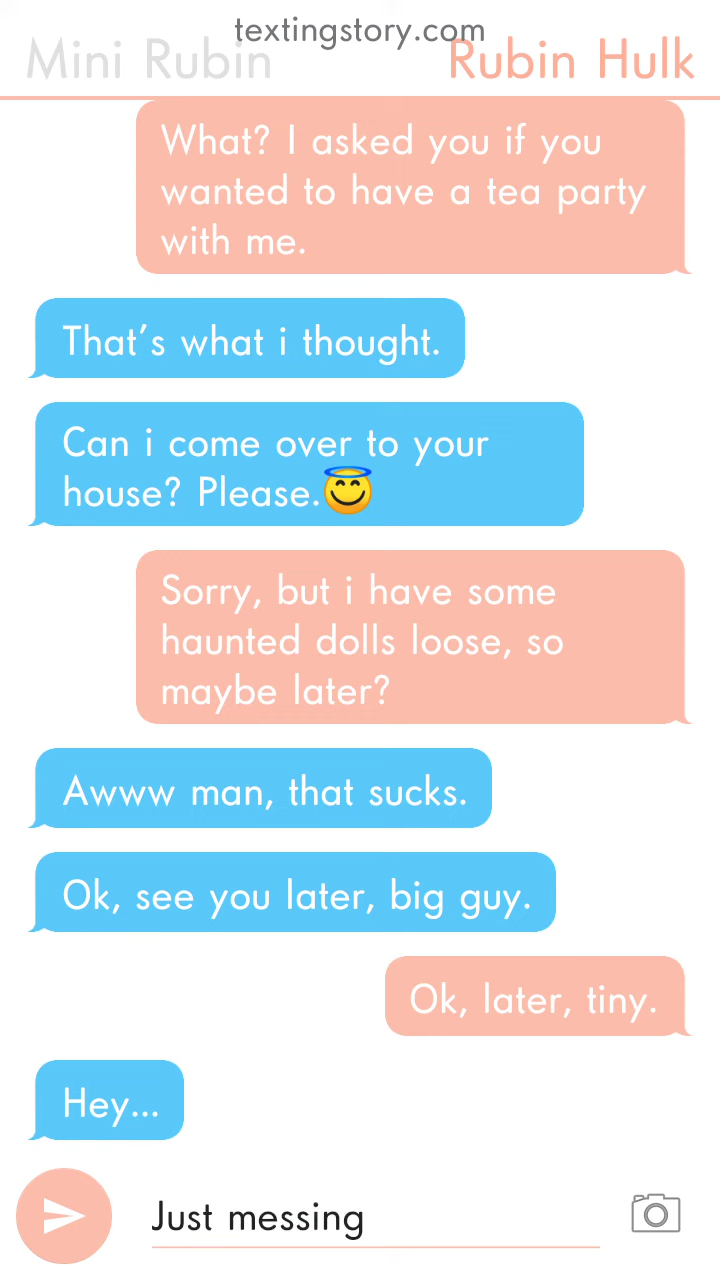 textingstory.com
Mini Rubin Rubin Hulk
What? I asked you if you
wanted to have a tea party
with me.
That’s what i thought.
Can i come over to your
house? Please.😇
Sorry, but i have some
haunted dolls loose, so
maybe later?
Awww man, that sucks.
Ok, see you later, big guy.
Ok, later, tiny.
Hey...
Just messing